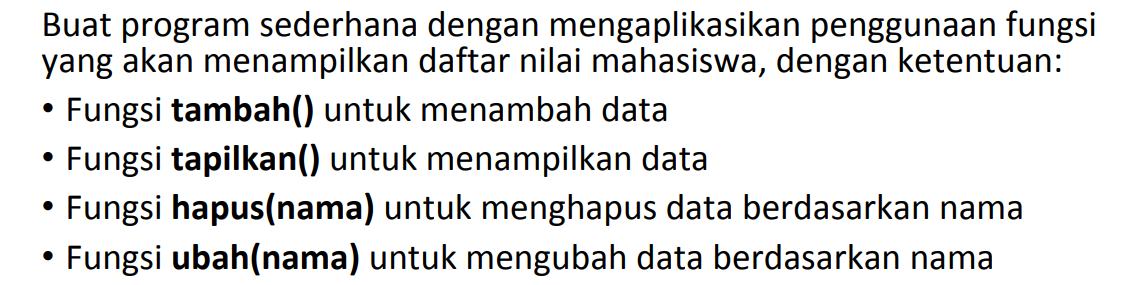 Buat program sederhana dengan mengaplikasikan penggunaan fungsi
yang akan menampilkan daftar nilai mahasiswa, dengan ketentuan:
• Fungsi tambah() untuk menambah data
• Fungsi tapilkan() untuk menampilkan data
• Fungsi hapus(nama) untuk menghapus data berdasarkan nama
• Fungsi ubah(nama) untuk mengubah data berdasarkan nama